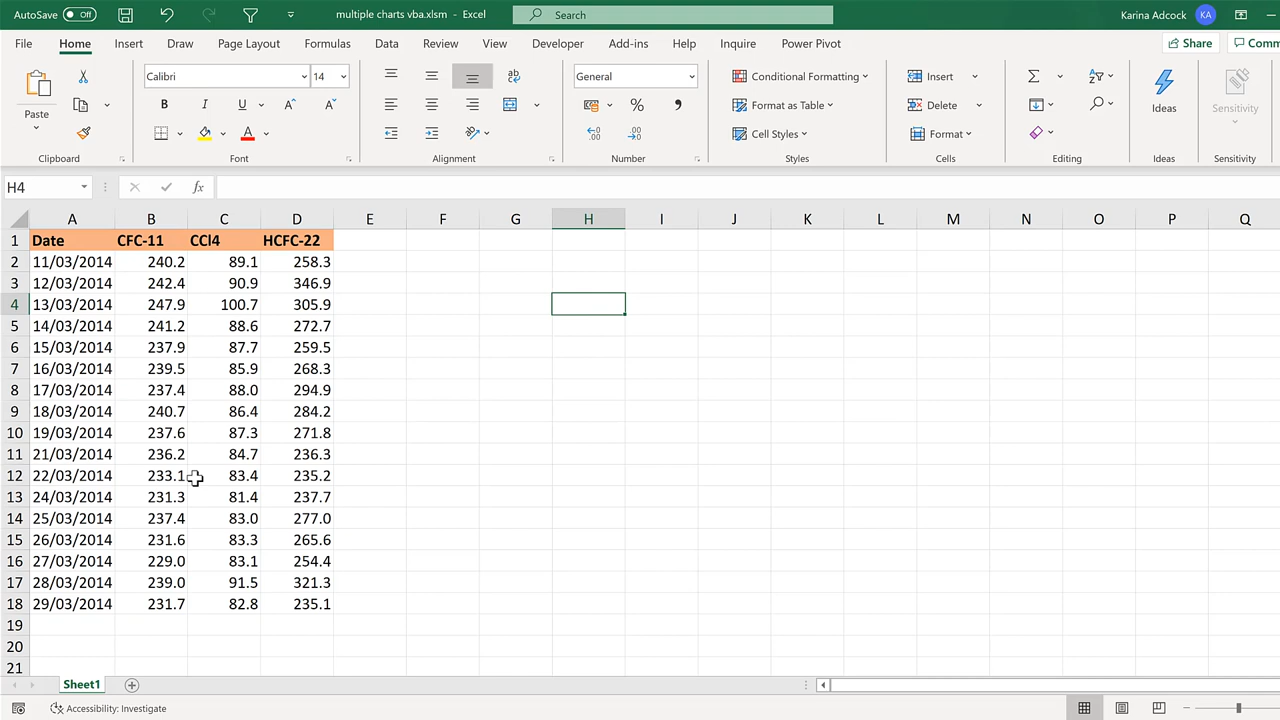 AutoSave Off multiple charts vba.xlsm - Excel Search Karina Adcock KA
File Home Insert Draw Page Layout Formulas Data Review View Developer Add-ins Help Inquire Power Pivot Share Comm
Paste
Clipboard
Calibri 14
B I U A A
A
Font
ab
Alignment
General
% ,
Number
Conditional Formatting
Format as Table
Cell Styles
Styles
Insert
Delete
Format
Cells
Editing
Ideas
Ideas
Sensitivity
Sensitivity
H4 fx
A B C D E F G H I J K L M N O P Q
1 Date CFC-11 CCl4 HCFC-22
2 11/03/2014 240.2 89.1 258.3
3 12/03/2014 242.4 90.9 346.9
4 13/03/2014 247.9 100.7 305.9
5 14/03/2014 241.2 88.6 272.7
6 15/03/2014 237.9 87.7 259.5
7 16/03/2014 239.5 85.9 268.3
8 17/03/2014 237.4 88.0 294.9
9 18/03/2014 240.7 86.4 284.2
10 19/03/2014 237.6 87.3 271.8
11 21/03/2014 236.2 84.7 236.3
12 22/03/2014 233.1 83.4 235.2
13 24/03/2014 231.3 81.4 237.7
14 25/03/2014 237.4 83.0 277.0
15 26/03/2014 231.6 83.3 265.6
16 27/03/2014 229.0 83.1 254.4
17 28/03/2014 239.0 91.5 321.3
18 29/03/2014 231.7 82.8 235.1
19
20
21
Sheet1
Accessibility: Investigate